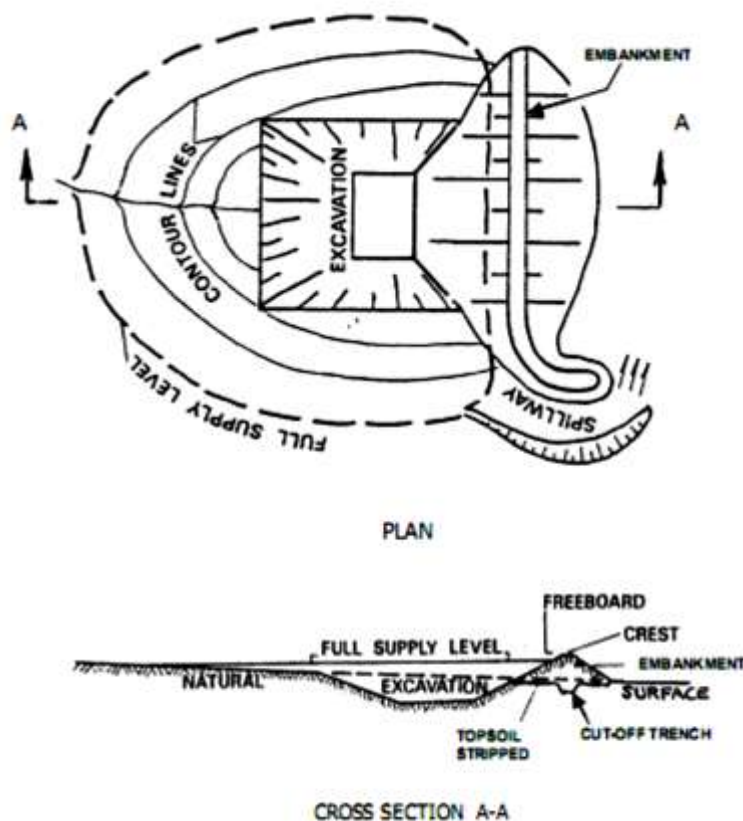 EMBANKMENT
A
A
CONTOUR LINES
EXCAVATION
FULL SUPPLY LEVEL
SPILLWAY
PLAN
FREEBOARD
CREST
FULL SUPPLY LEVEL
EMBANKMENT
NATURAL
EXCAVATION
SURFACE
TOPSOIL
STRIPPED
CUT-OFF TRENCH
CROSS SECTION A-A